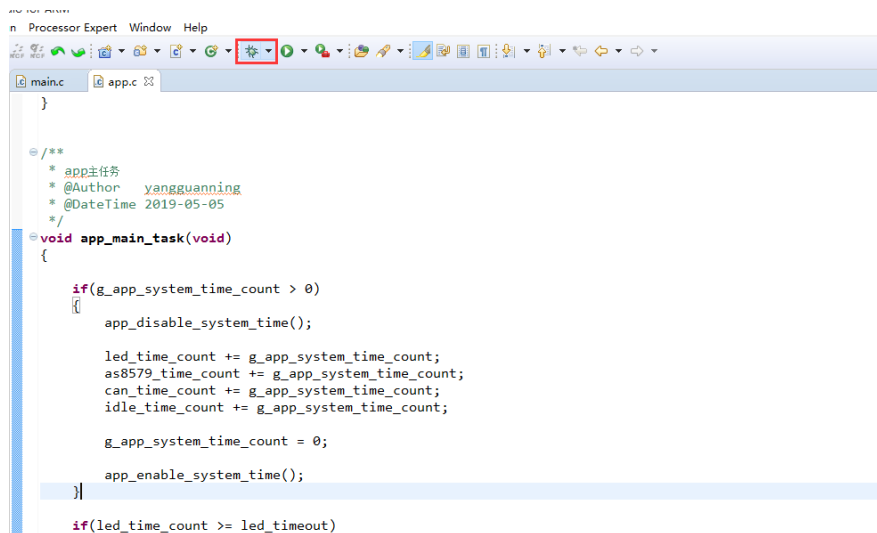 n Processor Expert Window Help
main.c app.c
}
/**
* app主任务
* @Author yangguanning
* @DateTime 2019-05-05
*/
void app_main_task(void)
{
if(g_app_system_time_count > 0)
{
app_disable_system_time();
led_time_count += g_app_system_time_count;
as8579_time_count += g_app_system_time_count;
can_time_count += g_app_system_time_count;
idle_time_count += g_app_system_time_count;
g_app_system_time_count = 0;
app_enable_system_time();
}
if(led_time_count >= led_timeout)